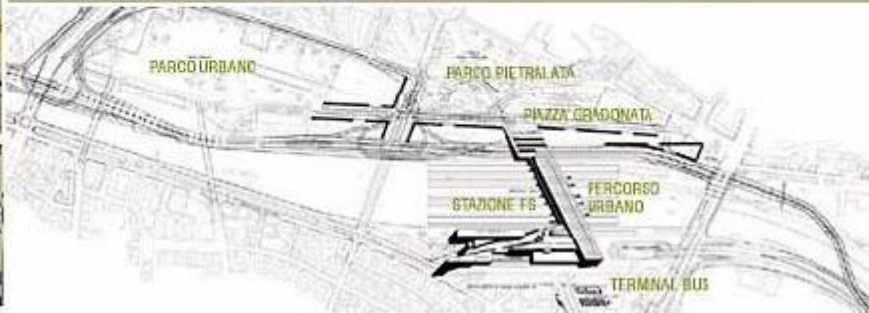 PARCO URBANO
PARCO PIETRALATA
PIAZZA GRADONATA
STAZIONE FS
PERCORSO
URBANO
TERMINAL BUS